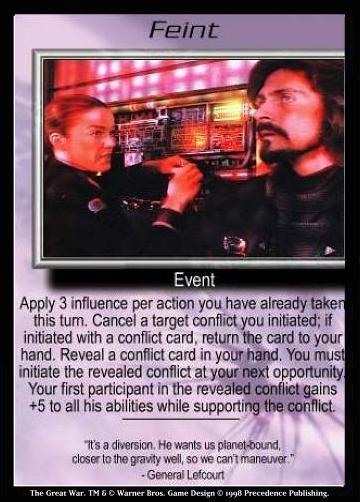 Feint
Event
Apply 3 influence per action you have already taken
this turn. Cancel a target conflict you initiated; if
initiated with a conflict card, return the card to your
hand. Reveal a conflict card in your hand. You must
initiate the revealed conflict at your next opportunity.
Your first participant in the revealed conflict gains
+5 to all his abilities while supporting the conflict.
"It's a diversion. He wants us planet-bound,
closer to the gravity well, so we can't maneuver."
- General Lefcourt
The Great War. TM & © Warner Bros. Game Design © 1998 Precedence Publishing.